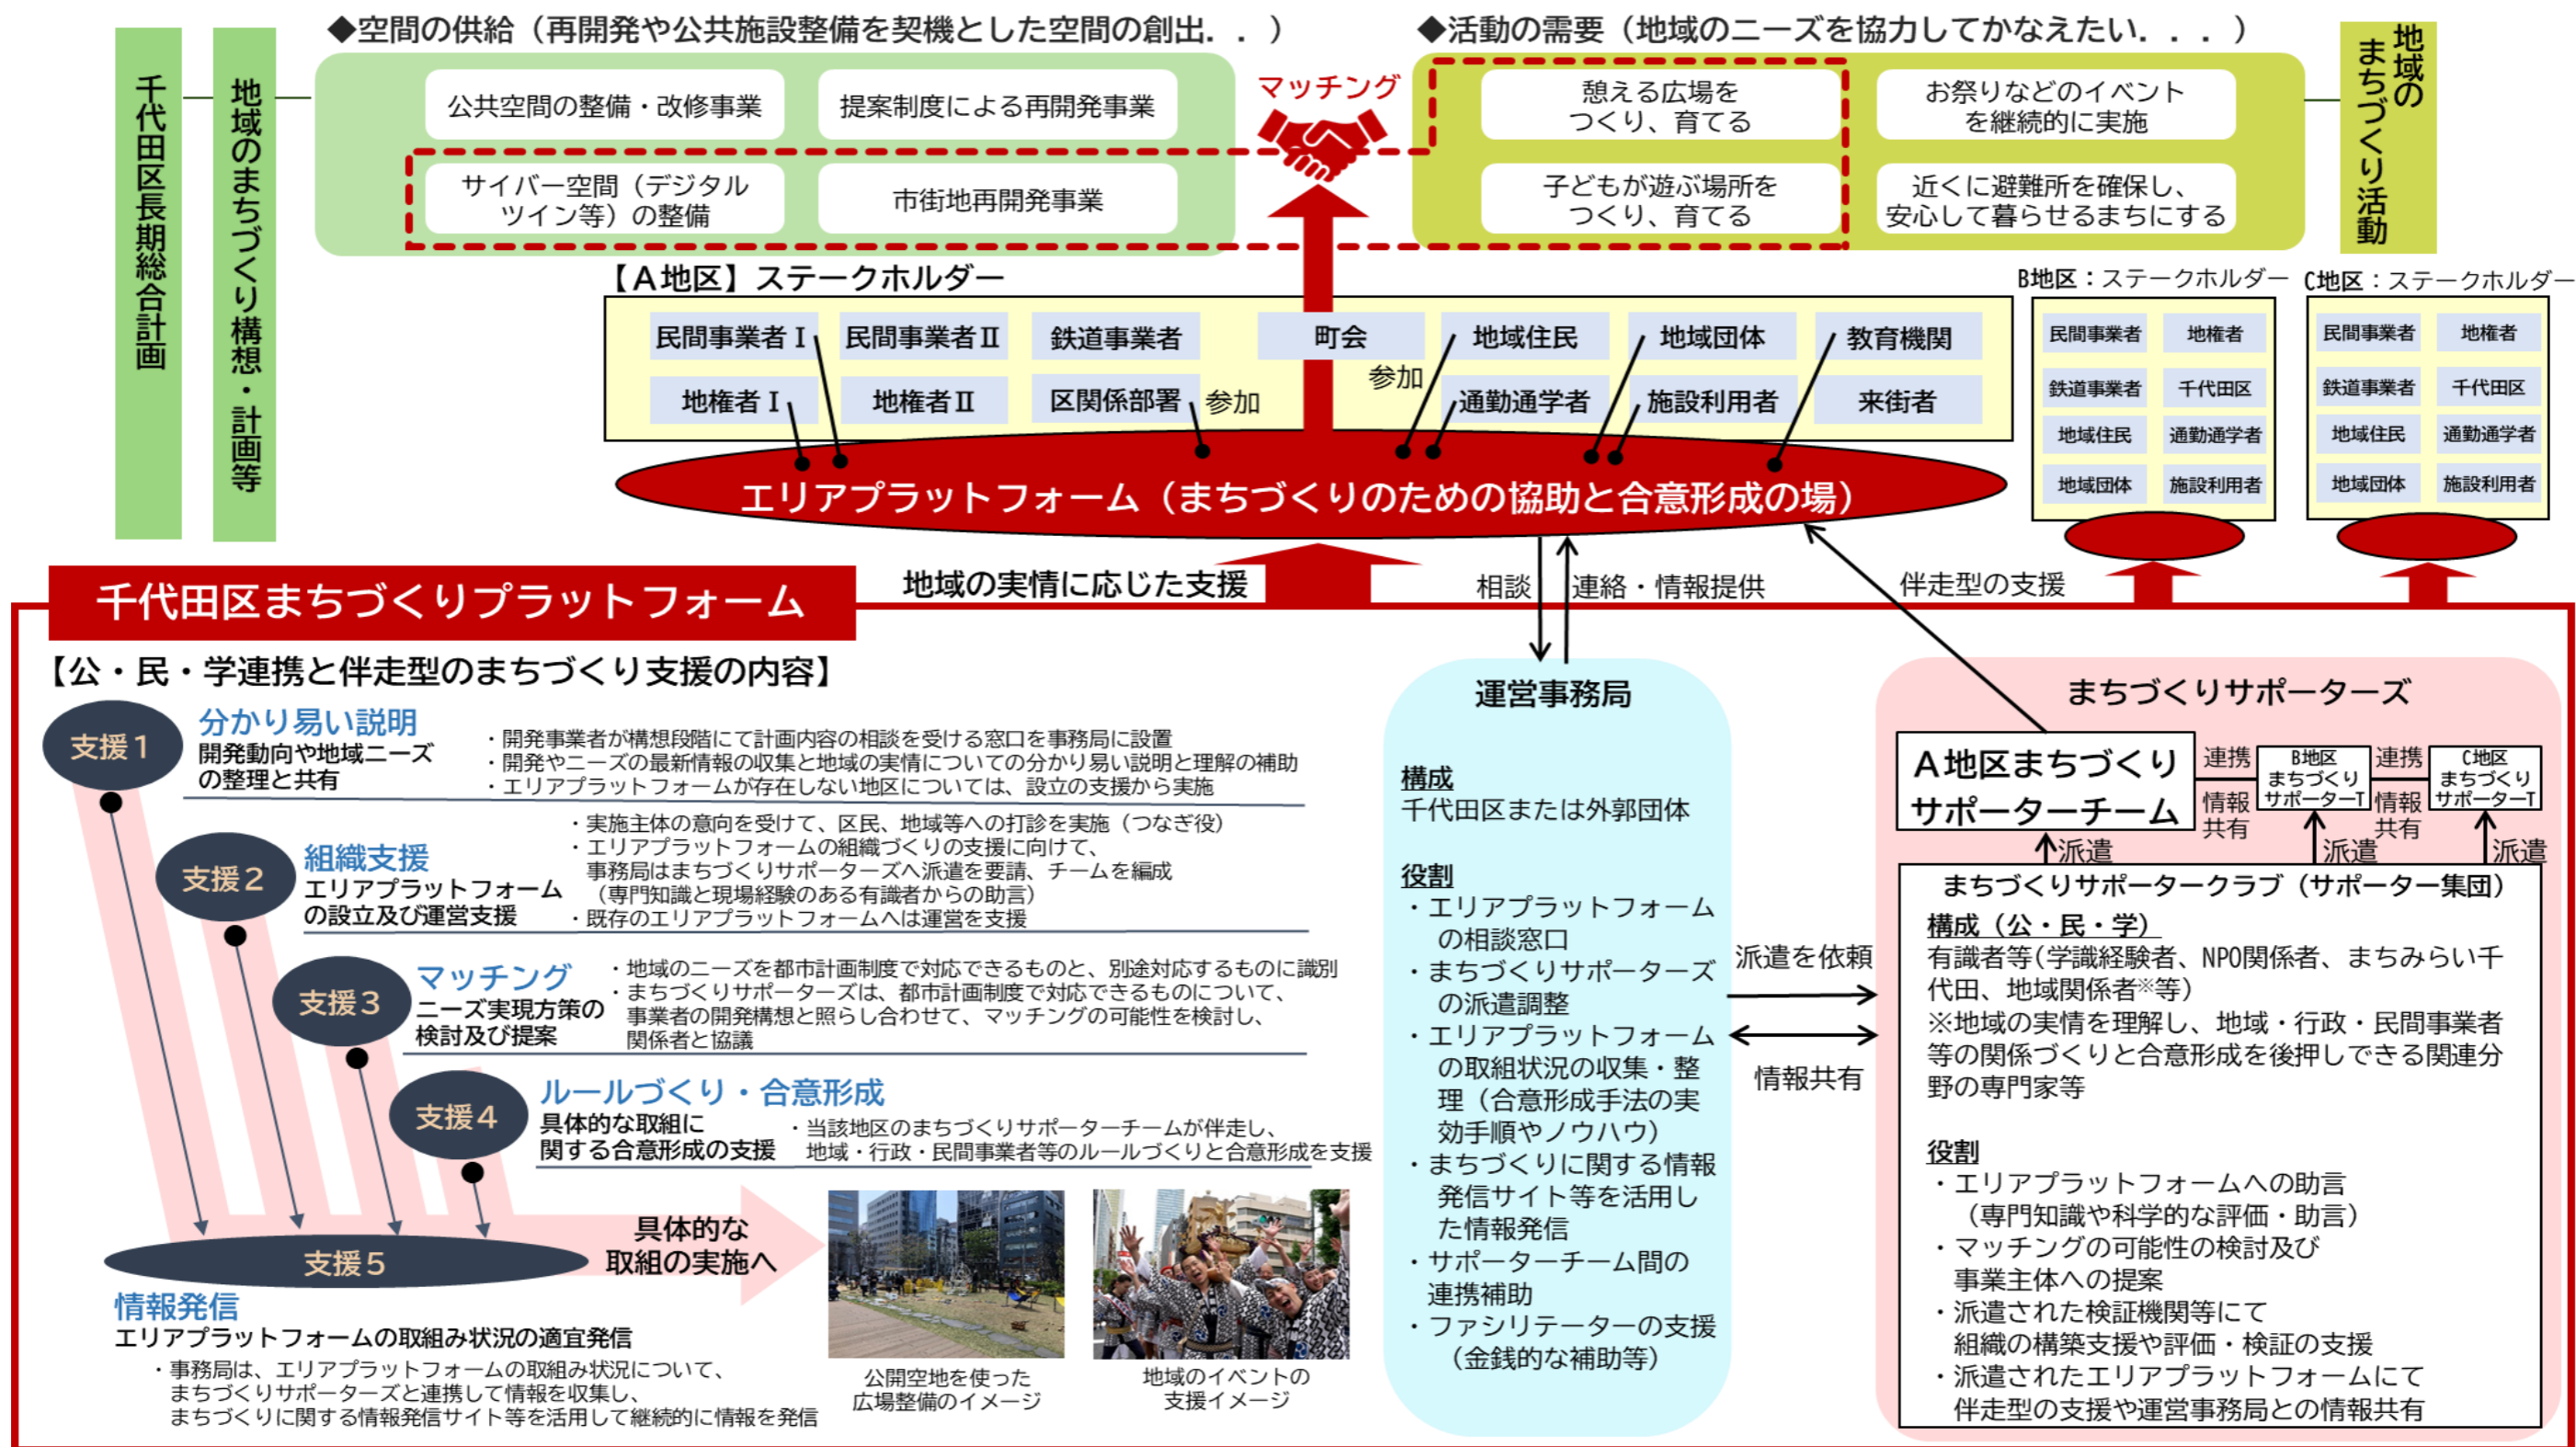 ◆空間の供給（再開発や公共施設整備を契機とした空間の創出．．）
◆活動の需要（地域のニーズを協力してかなえたい．．．）
千代田区長期総合計画
地域のまちづくり構想・計画等
公共空間の整備・改修事業
提案制度による再開発事業
サイバー空間（デジタル
ツイン等）の整備
市街地再開発事業
マッチング
憩える広場を
つくり、育てる
お祭りなどのイベント
を継続的に実施
子どもが遊ぶ場所を
つくり、育てる
近くに避難所を確保し、
安心して暮らせるまちにする
地域の
まちづくり活動
【A地区】ステークホルダー
民間事業者Ⅰ
民間事業者Ⅱ
鉄道事業者
町会
地域住民
地域団体
教育機関
地権者Ⅰ
地権者Ⅱ
区関係部署
参加
参加
通勤通学者
施設利用者
来街者
B地区：ステークホルダー
民間事業者
地権者
鉄道事業者
千代田区
地域住民
通勤通学者
地域団体
施設利用者
C地区：ステークホルダー
民間事業者
地権者
鉄道事業者
千代田区
地域住民
通勤通学者
地域団体
施設利用者
エリアプラットフォーム（まちづくりのための協助と合意形成の場）
千代田区まちづくりプラットフォーム
地域の実情に応じた支援
相談
連絡・情報提供
伴走型の支援
【公・民・学連携と伴走型のまちづくり支援の内容】
支援1
分かり易い説明
開発動向や地域ニーズ
の整理と共有
・開発事業者が構想段階にて計画内容の相談を受ける窓口を事務局に設置
・開発やニーズの最新情報の収集と地域の実情についての分かり易い説明と理解の補助
・エリアプラットフォームが存在しない地区については、設立の支援から実施
支援2
組織支援
エリアプラットフォーム
の設立及び運営支援
・実施主体の意向を受けて、区民、地域等への打診を実施（つなぎ役）
・エリアプラットフォームの組織づくりの支援に向けて、
事務局はまちづくりサポーターズへ派遣を要請、チームを編成
（専門知識と現場経験のある有識者からの助言）
・既存のエリアプラットフォームへは運営を支援
支援3
マッチング
ニーズ実現方策の
検討及び提案
・地域のニーズを都市計画制度で対応できるものと、別途対応するものに識別
・まちづくりサポーターズは、都市計画制度で対応できるものについて、
事業者の開発構想と照らし合わせて、マッチングの可能性を検討し、
関係者と協議
支援4
ルールづくり・合意形成
具体的な取組に
関する合意形成の支援
・当該地区のまちづくりサポーターチームが伴走し、
地域・行政・民間事業者等のルールづくりと合意形成を支援
支援5
具体的な
取組の実施へ
情報発信
エリアプラットフォームの取組み状況の適宜発信
・事務局は、エリアプラットフォームの取組み状況について、
まちづくりサポーターズと連携して情報を収集し、
まちづくりに関する情報発信サイト等を活用して継続的に情報を発信
公開空地を使った
広場整備のイメージ
地域のイベントの
支援イメージ
運営事務局
構成
千代田区または外郭団体
役割
・エリアプラットフォーム
の相談窓口
・まちづくりサポーターズ
の派遣調整
・エリアプラットフォーム
の取組状況の収集・整
理（合意形成手法の実
効手順やノウハウ）
・まちづくりに関する情報
発信サイト等を活用し
た情報発信
・サポーターチーム間の
連携補助
・ファシリテーターの支援
（金銭的な補助等）
派遣を依頼
情報共有
まちづくりサポーターズ
A地区まちづくり
サポーターチーム
連携
情報
共有
B地区
まちづくり
サポーターT
連携
情報
共有
C地区
まちづくり
サポーターT
派遣
派遣
派遣
まちづくりサポータークラブ（サポーター集団）
構成（公・民・学）
有識者等(学識経験者、NPO関係者、まちみらい千
代田、地域関係者※等)
※地域の実情を理解し、地域・行政・民間事業者
等の関係づくりと合意形成を後押しできる関連分
野の専門家等
役割
・エリアプラットフォームへの助言
（専門知識や科学的な評価・助言）
・マッチングの可能性の検討及び
事業主体への提案
・派遣された検証機関等にて
組織の構築支援や評価・検証の支援
・派遣されたエリアプラットフォームにて
伴走型の支援や運営事務局との情報共有